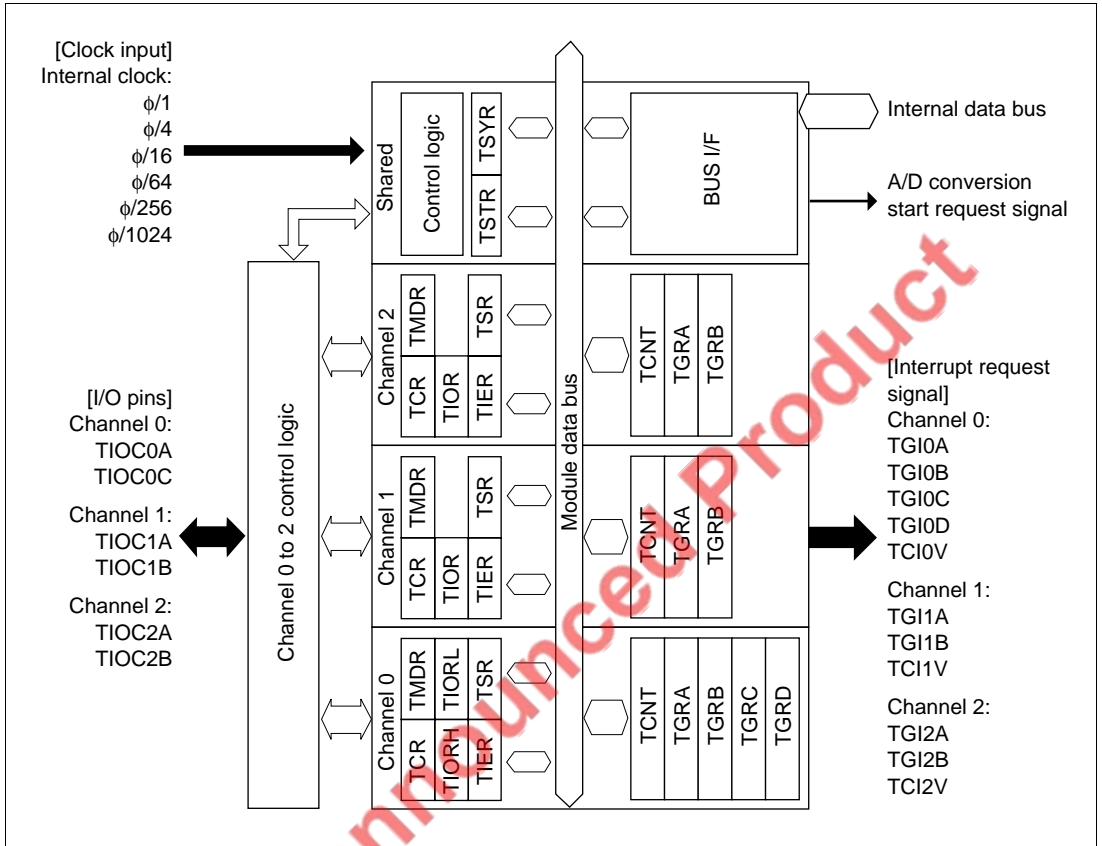 [Clock input]
Internal clock:
ϕ/1
ϕ/4
ϕ/16
ϕ/64
ϕ/256
ϕ/1024
[I/O pins]
Channel 0:
TIOC0A
TIOC0C
Channel 1:
TIOC1A
TIOC1B
Channel 2:
TIOC2A
TIOC2B
Channel 0 to 2 control logic
Shared
Control logic
TSTR TSYR
Channel 2
TCR TMDR
TIOR
TIER TSR
Channel 1
TCR TMDR
TIOR
TIER TSR
Channel 0
TCR TMDR
TIORH TIORL
TIER TSR
Module data bus
BUS I/F
TCNT
TGRA
TGRB
TCNT
TGRA
TGRB
TCNT
TGRA
TGRB
TGRC
TGRD
Internal data bus
A/D conversion
start request signal
[Interrupt request
signal]
Channel 0:
TGI0A
TGI0B
TGI0C
TGI0D
TCI0V
Channel 1:
TGI1A
TGI1B
TCI1V
Channel 2:
TGI2A
TGI2B
TCI2V
nnounced Product